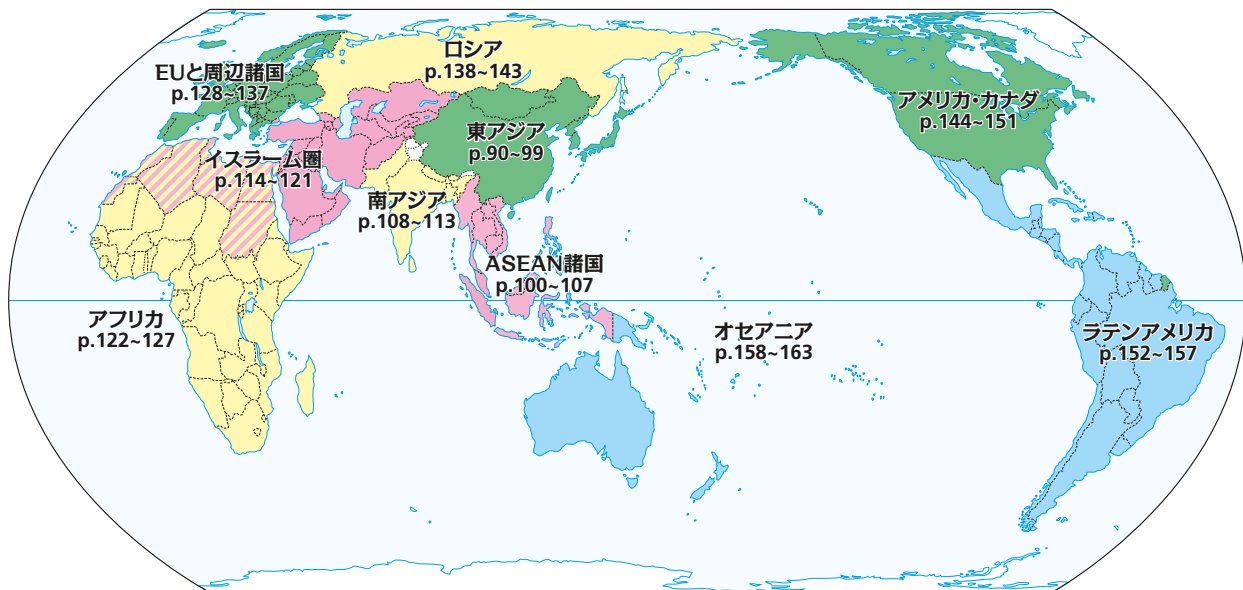 ロシア
p.138~143
EUと周辺諸国
p.128~137
アメリカ・カナダ
p.144~151
東アジア
p.90~99
イスラーム圏
p.114~121
南アジア
p.108~113
ASEAN諸国
p.100~107
アフリカ
p.122~127
オセアニア
p.158~163
ラテンアメリカ
p.152~157